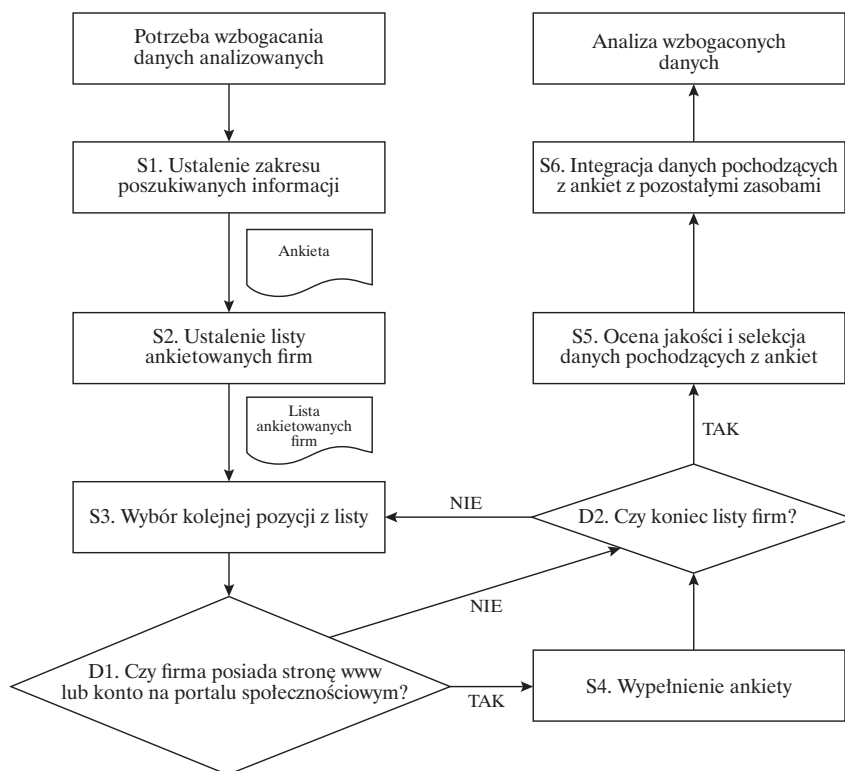 Potrzeba wzbogacania
danych analizowanych
S1. Ustalenie zakresu
poszukiwanych informacji
Ankieta
S2. Ustalenie listy
ankietowanych firm
Lista
ankietowanych
firm
S3. Wybór kolejnej pozycji z listy
D1. Czy firma posiada stronę www
lub konto na portalu społecznościowym?
NIE
TAK
S4. Wypełnienie ankiety
D2. Czy koniec listy firm?
NIE
TAK
S5. Ocena jakości i selekcja
danych pochodzących z ankiet
S6. Integracja danych pochodzących
z ankiet z pozostałymi zasobami
Analiza wzbogaconych
danych